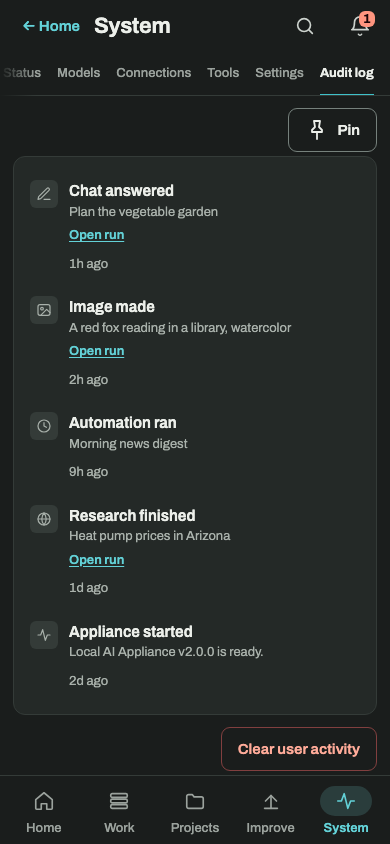 ← Home System
1
Status Models Connections Tools Settings Audit log
Pin
Chat answered
Plan the vegetable garden
Open run
1h ago
Image made
A red fox reading in a library, watercolor
Open run
2h ago
Automation ran
Morning news digest
9h ago
Research finished
Heat pump prices in Arizona
Open run
1d ago
Appliance started
Local AI Appliance v2.0.0 is ready.
2d ago
Clear user activity
Home Work Projects Improve System